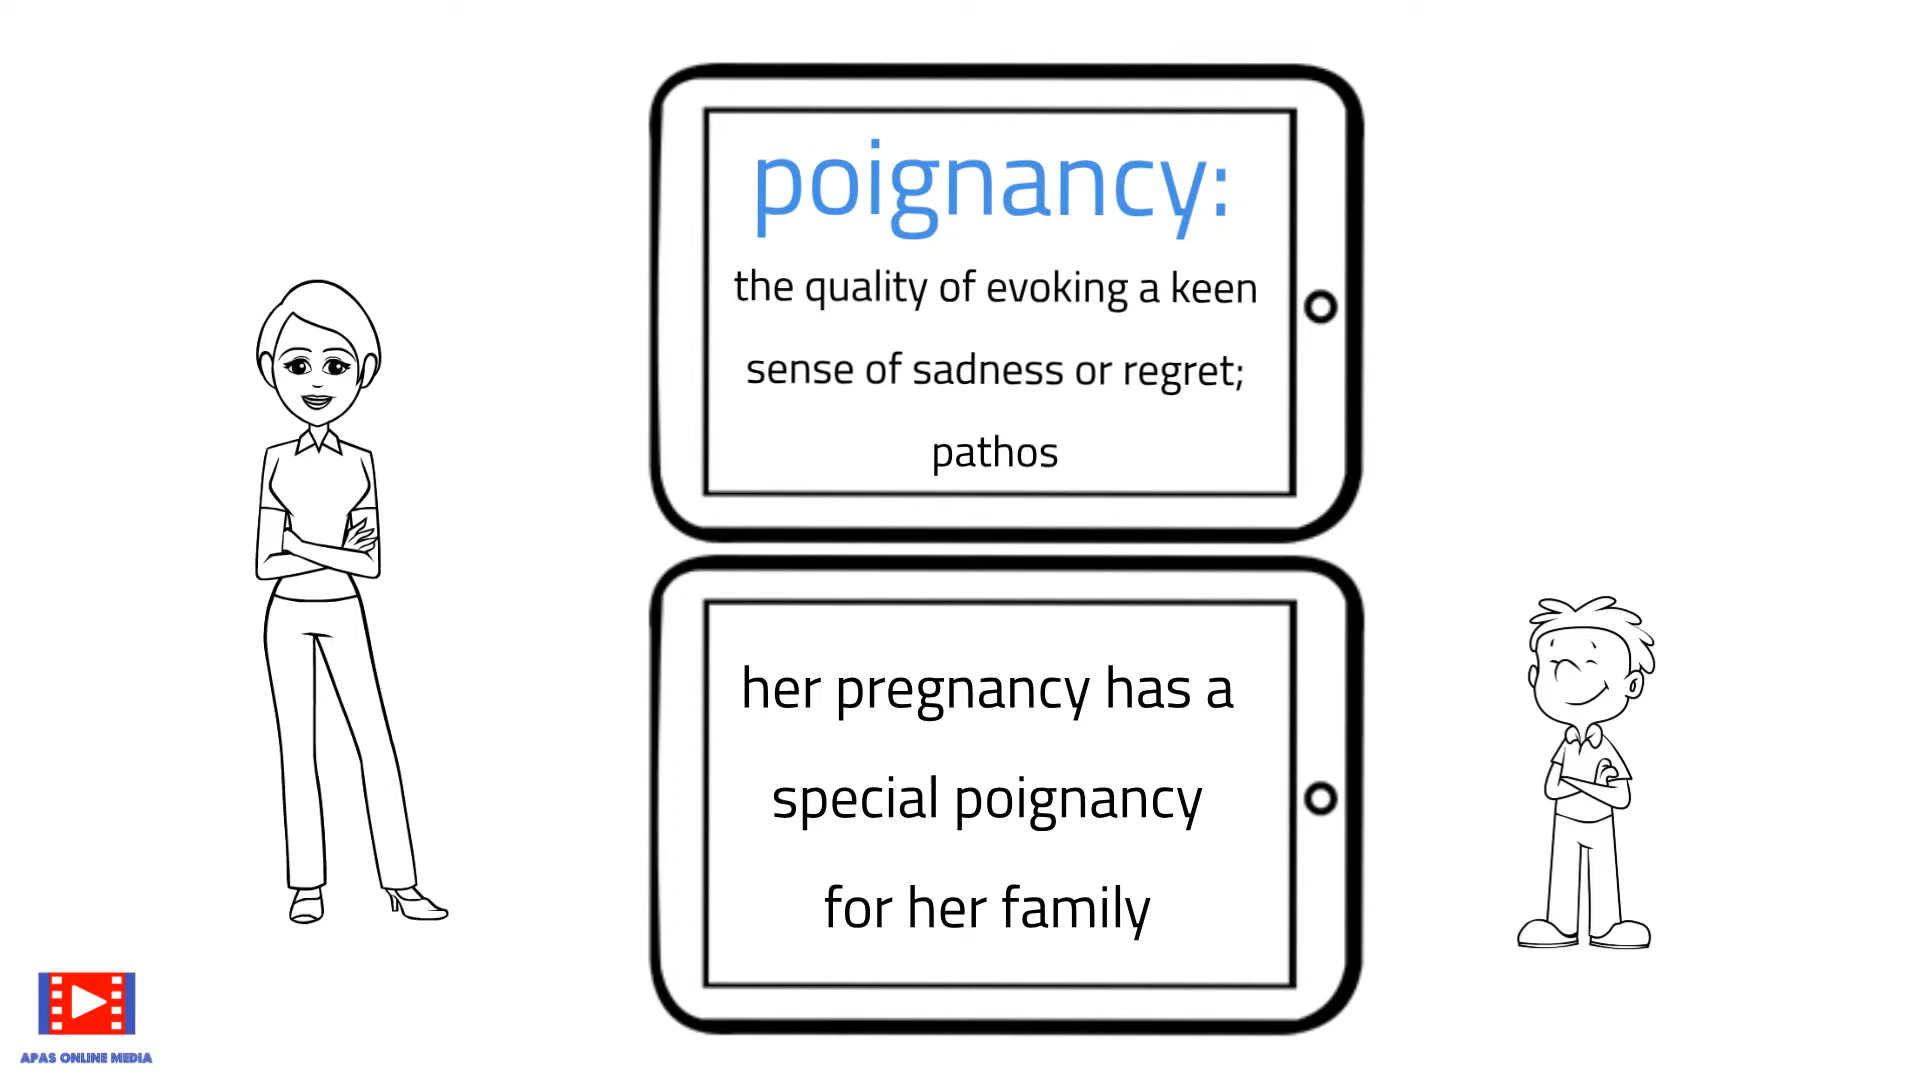 poignancy:
the quality of evoking a keen
sense of sadness or regret;
pathos
her pregnancy has a
special poignancy
for her family
APAS ONLINE MEDIA